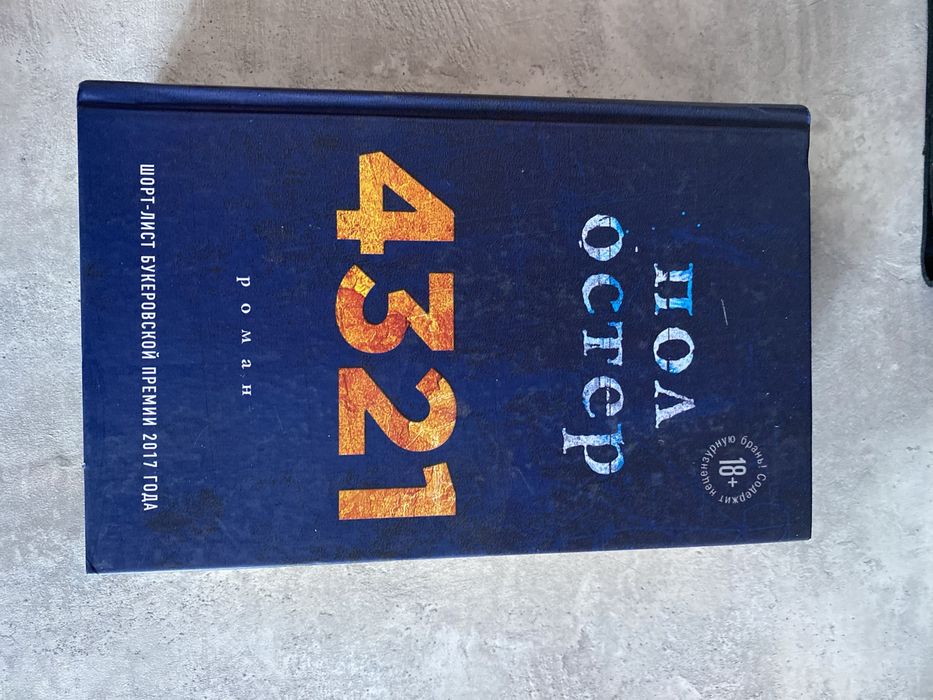 пол
остер
18+
Содержит нецензурную брань!
4321
роман
ШОРТ-ЛИСТ БУКЕРОВСКОЙ ПРЕМИИ 2017 ГОДА